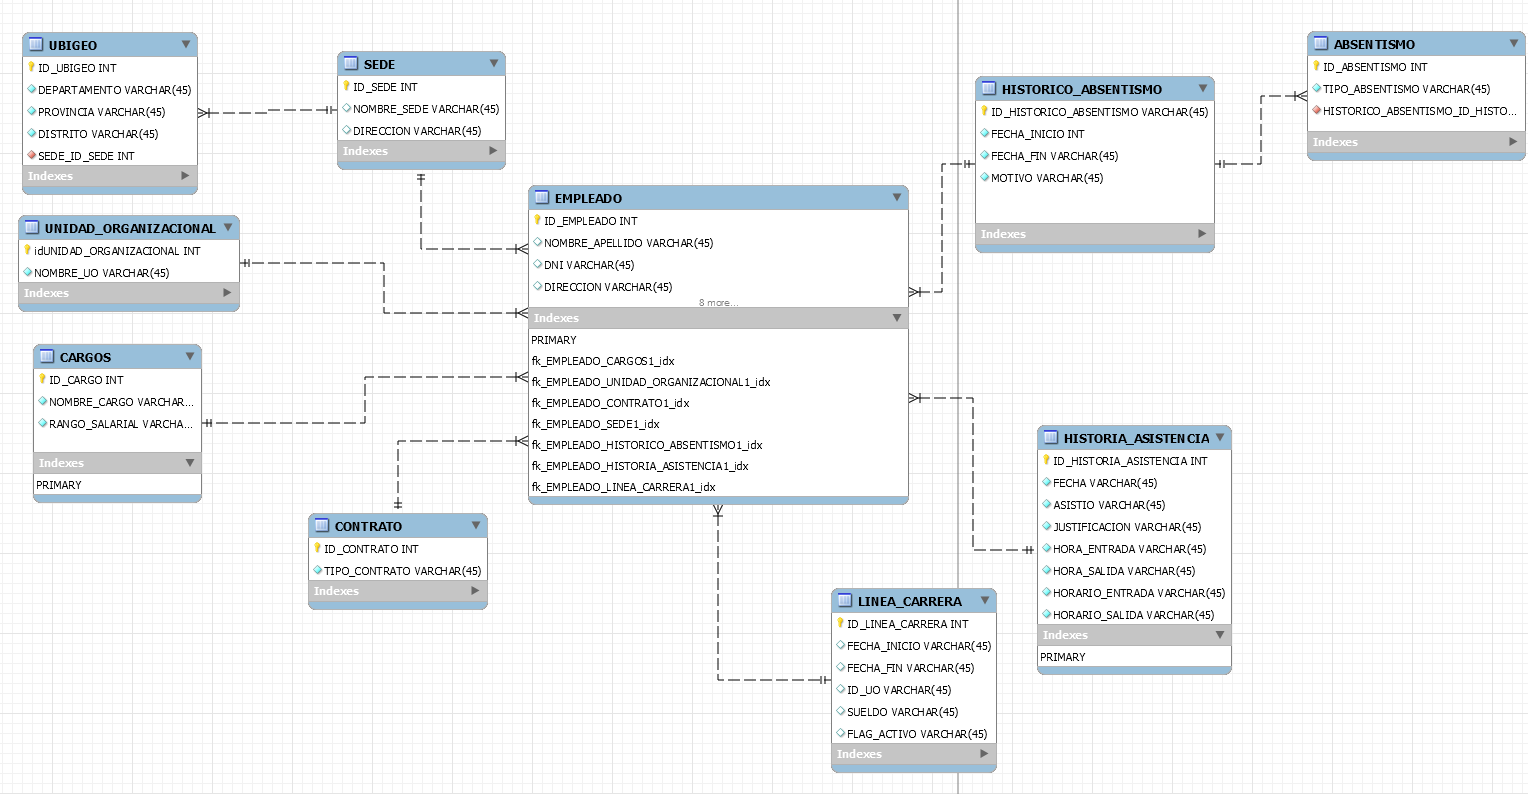 UBIGEO
ID_UBIGEO INT
DEPARTAMENTO VARCHAR(45)
PROVINCIA VARCHAR(45)
DISTRITO VARCHAR(45)
SEDE_ID_SEDE INT
Indexes
SEDE
ID_SEDE INT
NOMBRE_SEDE VARCHAR(45)
DIRECCION VARCHAR(45)
Indexes
UNIDAD_ORGANIZACIONAL
idUNIDAD_ORGANIZACIONAL INT
NOMBRE_UO VARCHAR(45)
Indexes
CARGOS
ID_CARGO INT
NOMBRE_CARGO VARCHAR...
RANGO_SALARIAL VARCHA...
Indexes
PRIMARY
CONTRATO
ID_CONTRATO INT
TIPO_CONTRATO VARCHAR(45)
Indexes
EMPLEADO
ID_EMPLEADO INT
NOMBRE_APELLIDO VARCHAR(45)
DNI VARCHAR(45)
DIRECCION VARCHAR(45)
8 more...
Indexes
PRIMARY
fk_EMPLEADO_CARGOS1_idx
fk_EMPLEADO_UNIDAD_ORGANIZACIONAL1_idx
fk_EMPLEADO_CONTRATO1_idx
fk_EMPLEADO_SEDE1_idx
fk_EMPLEADO_HISTORICO_ABSENTISMO1_idx
fk_EMPLEADO_HISTORIA_ASISTENCIA1_idx
fk_EMPLEADO_LINEA_CARRERA1_idx
HISTORICO_ABSENTISMO
ID_HISTORICO_ABSENTISMO VARCHAR(45)
FECHA_INICIO INT
FECHA_FIN VARCHAR(45)
MOTIVO VARCHAR(45)
Indexes
ABSENTISMO
ID_ABSENTISMO INT
TIPO_ABSENTISMO VARCHAR(45)
HISTORICO_ABSENTISMO_ID_HISTO...
Indexes
HISTORIA_ASISTENCIA
ID_HISTORIA_ASISTENCIA INT
FECHA VARCHAR(45)
ASISTIO VARCHAR(45)
JUSTIFICACION VARCHAR(45)
HORA_ENTRADA VARCHAR(45)
HORA_SALIDA VARCHAR(45)
HORARIO_ENTRADA VARCHAR(45)
HORARIO_SALIDA VARCHAR(45)
Indexes
PRIMARY
LINEA_CARRERA
ID_LINEA_CARRERA INT
FECHA_INICIO VARCHAR(45)
FECHA_FIN VARCHAR(45)
ID_UO VARCHAR(45)
SUELDO VARCHAR(45)
FLAG_ACTIVO VARCHAR(45)
Indexes